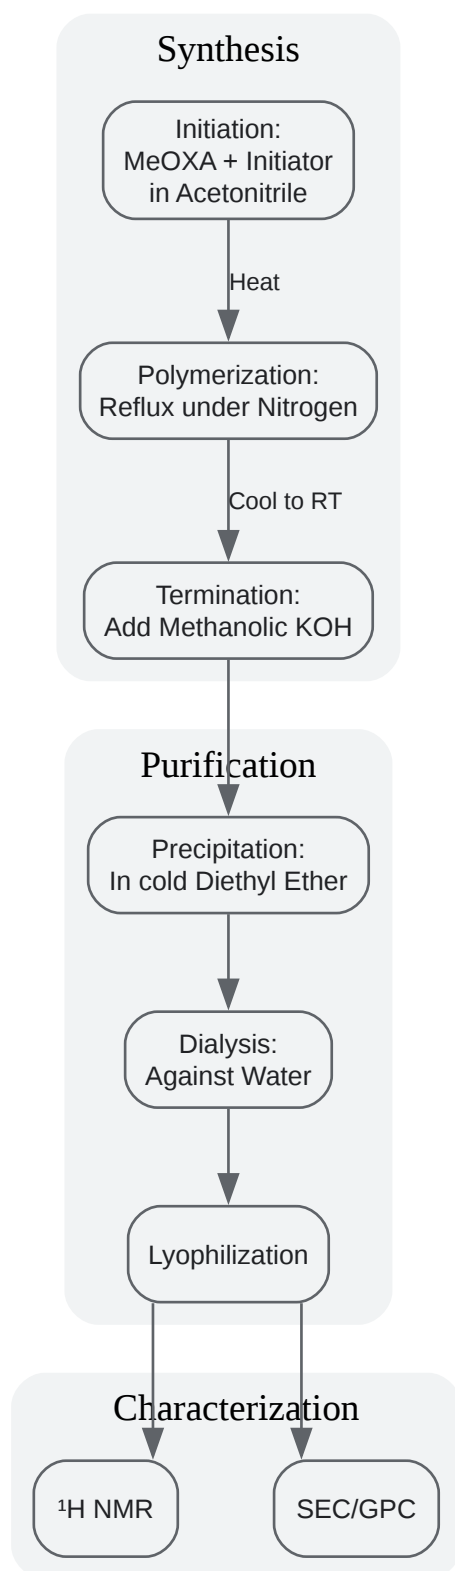 Synthesis
Initiation:
MeOXA + Initiator
in Acetonitrile
Heat
Polymerization:
Reflux under Nitrogen
Cool to RT
Termination:
Add Methanolic KOH
Purification
Precipitation:
In cold Diethyl Ether
Dialysis:
Against Water
Lyophilization
Characterization
¹H NMR
SEC/GPC